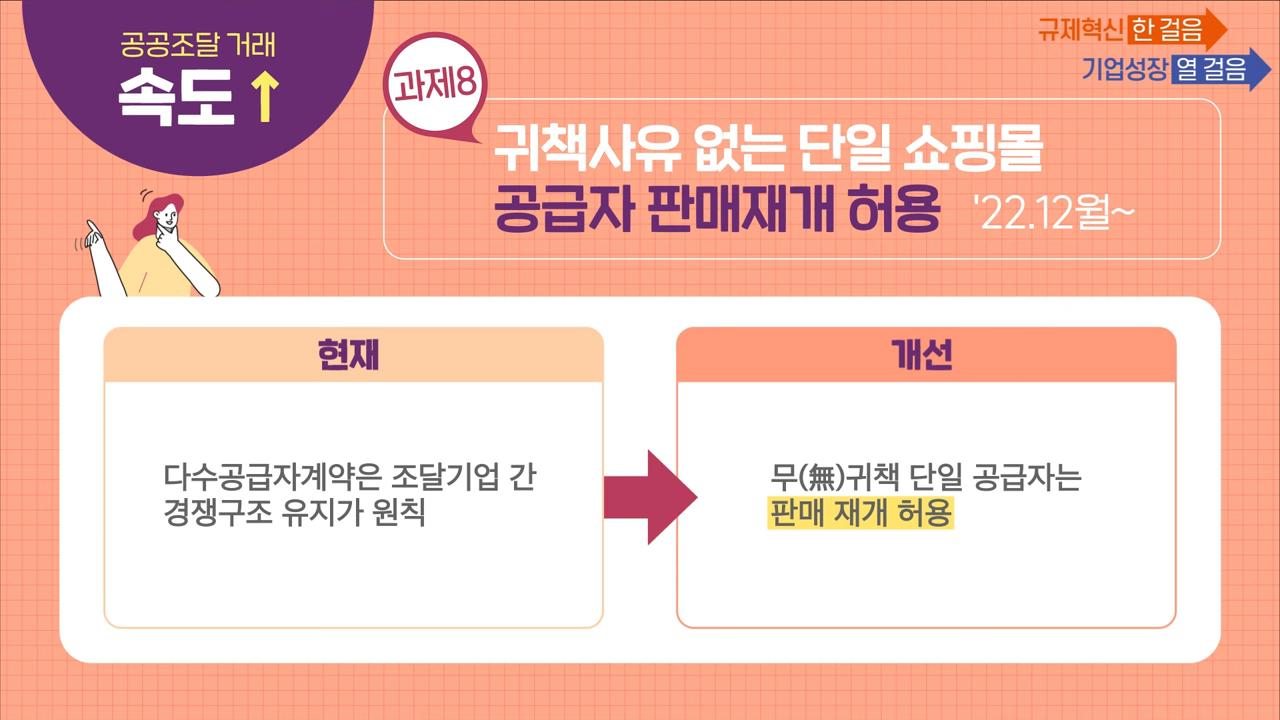 공공조달 거래
속도↑
규제혁신 한 걸음
기업성장 열 걸음
과제8
귀책사유 없는 단일 쇼핑몰
공급자 판매재개 허용 '22.12월~
현재
다수공급자계약은 조달기업 간
경쟁구조 유지가 원칙
개선
무(無)귀책 단일 공급자는
판매 재개 허용